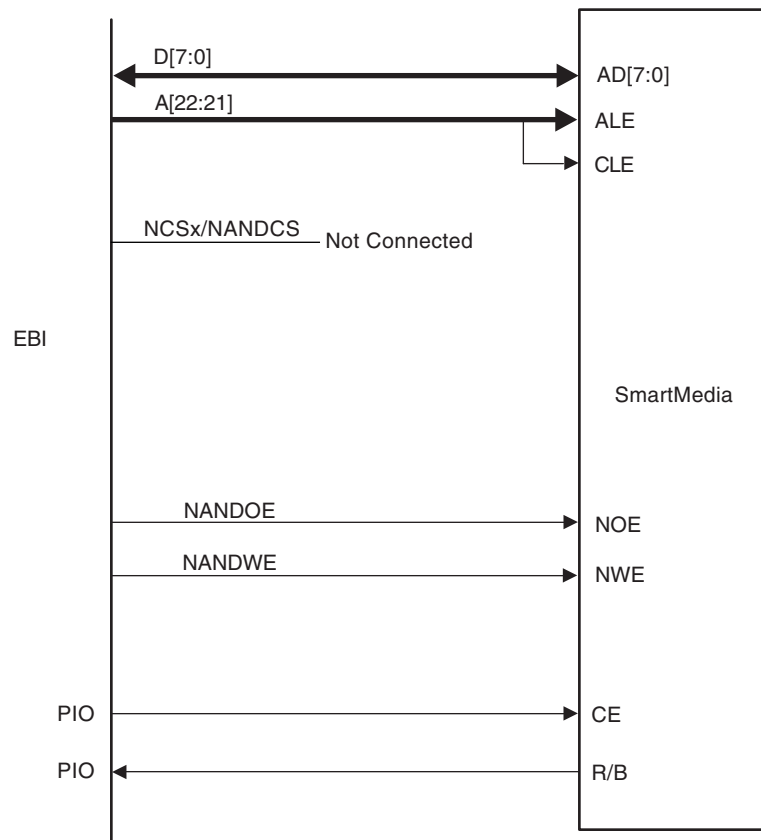 D[7:0]
AD[7:0]
A[22:21]
ALE
CLE
NCSx/NANDCS
Not Connected
EBI
SmartMedia
NANDOE
NOE
NANDWE
NWE
PIO
CE
PIO
R/B